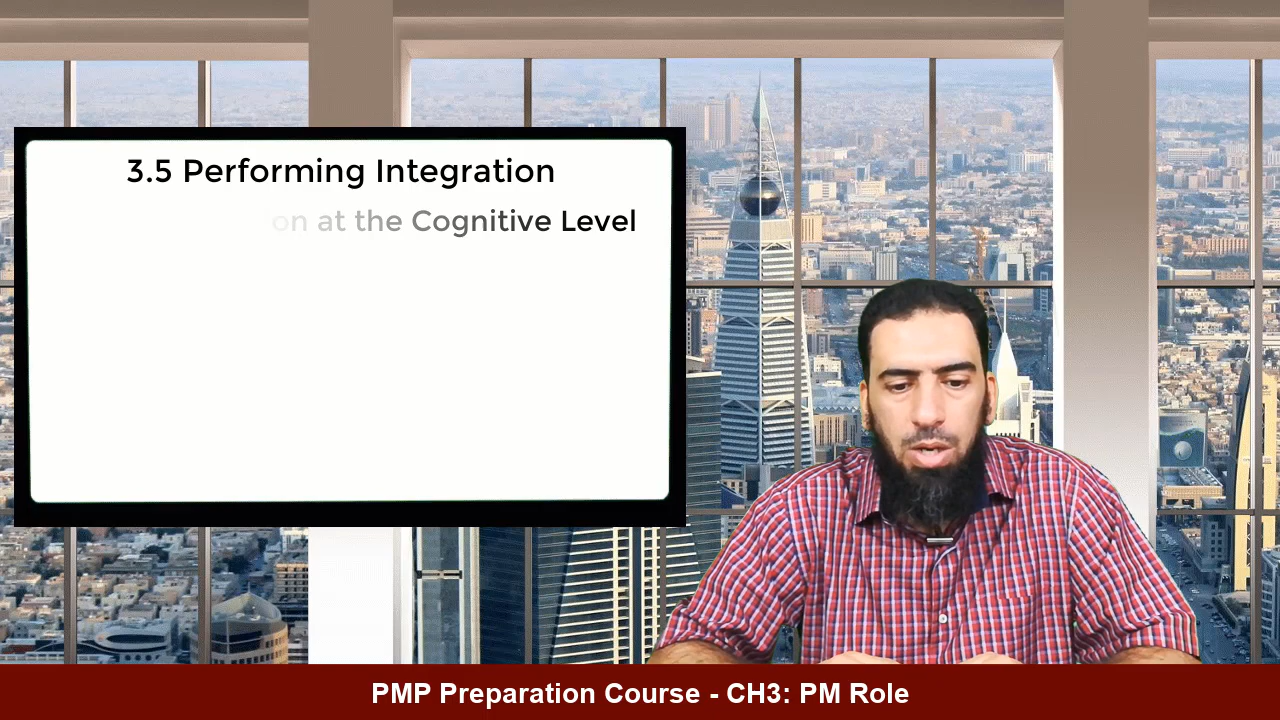 3.5 Performing Integration
on at the Cognitive Level
PMP Preparation Course - CH3: PM Role